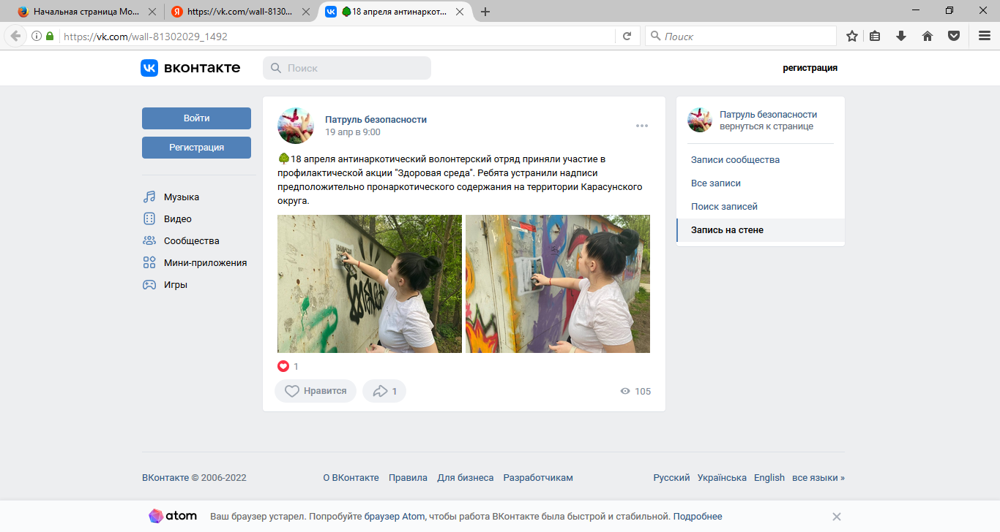 Начальная страница Mo...
https://vk.com/wall-8130...
18 апреля антинаркот...
https://vk.com/wall-81302029_1492
Поиск
вконтакте
Поиск
регистрация
Войти
Регистрация
Музыка
Видео
Сообщества
Мини-приложения
Игры
Патруль безопасности
19 апр в 9:00
18 апреля антинаркотический волонтерский отряд приняли участие в
профилактической акции "Здоровая среда". Ребята устранили надписи
предположительно пронаркотического содержания на территории Карасунского
округа.
1
Нравится
1
105
Патруль безопасности
вернуться к странице
Записи сообщества
Все записи
Поиск записей
Запись на стене
ВКонтакте © 2006-2022
О ВКонтакте Правила Для бизнеса Разработчикам
Русский Українська English все языки »
atom
Ваш браузер устарел. Попробуйте браузер Atom, чтобы работа ВКонтакте была быстрой и стабильной. Подробнее